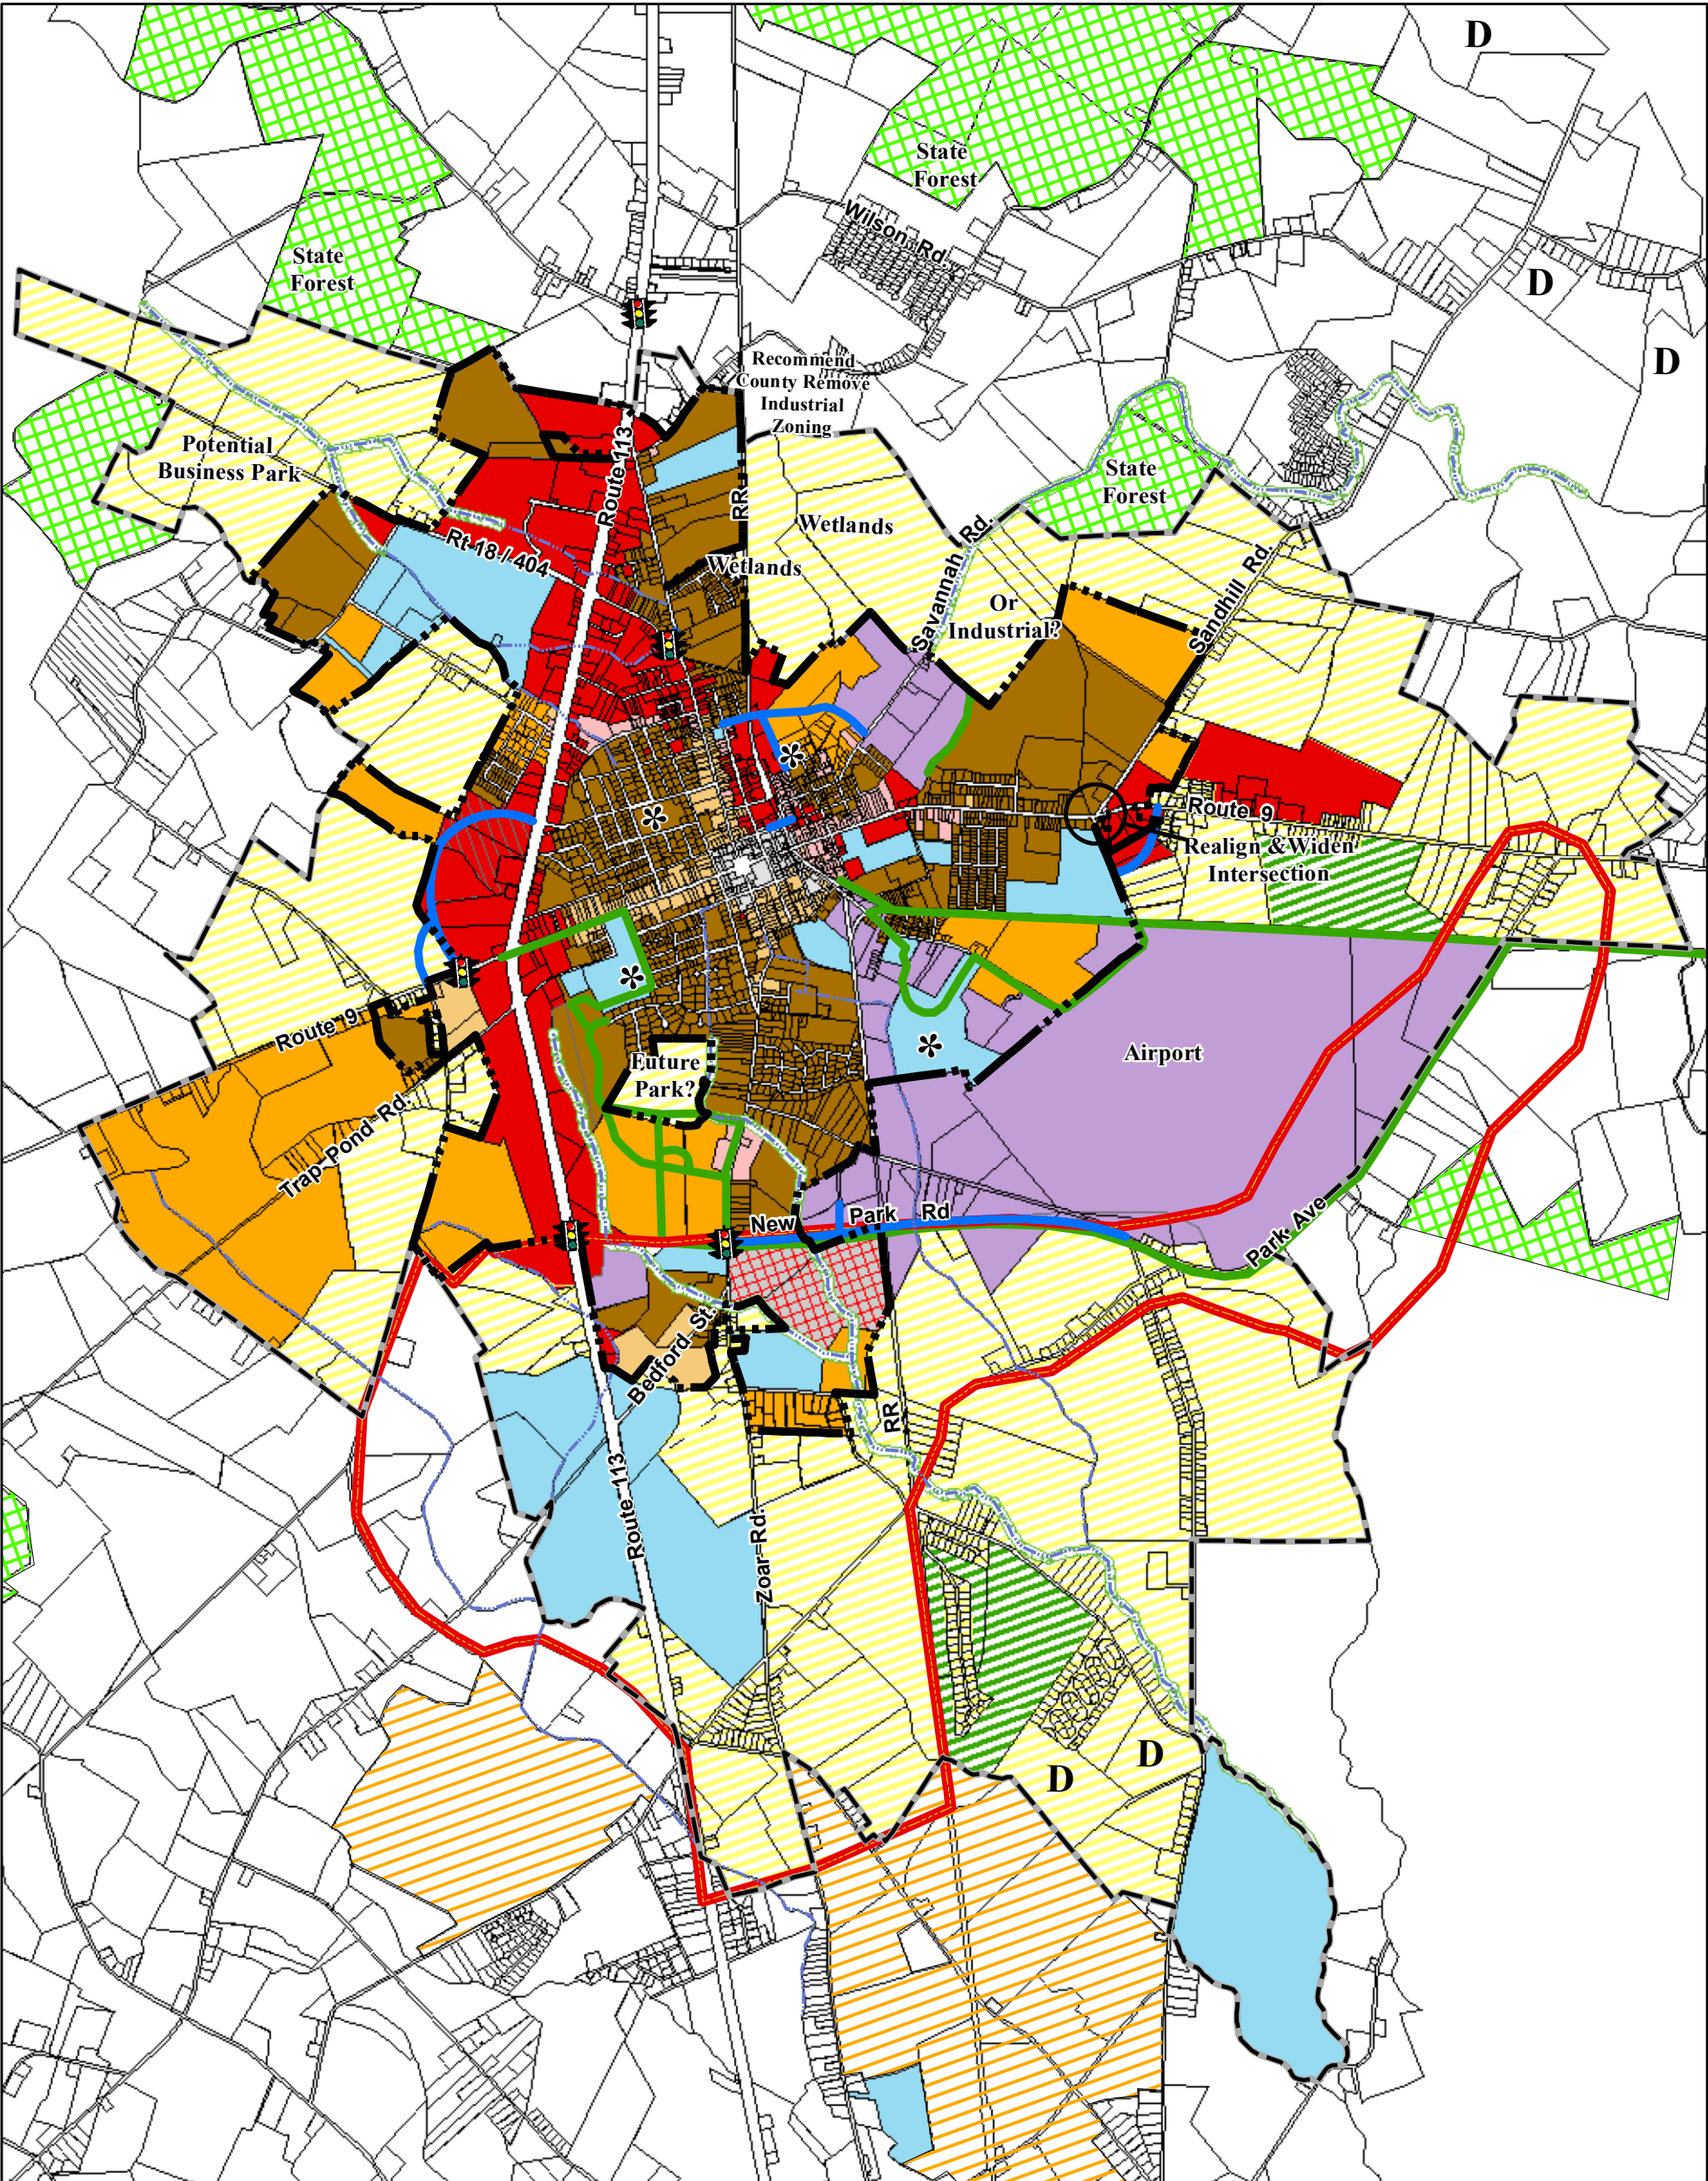 D
State
Forest
Wilson Rd.
State
Forest
D
D
Recommend
County Remove
Industrial
Zoning
Potential
Business Park
Route 113
RR
State
Forest
Wetlands
Rt 18 / 404
Wetlands
Savannah Rd.
Sandhill Rd.
Or
Industrial?
*
*
Route 9
Realign & Widen
Intersection
*
Route 9
*
Airport
Future
Park?
Trap Pond Rd.
New Park Rd
Park Ave
Bedford St.
RR
Route 113
Zoar Rd.
D
D